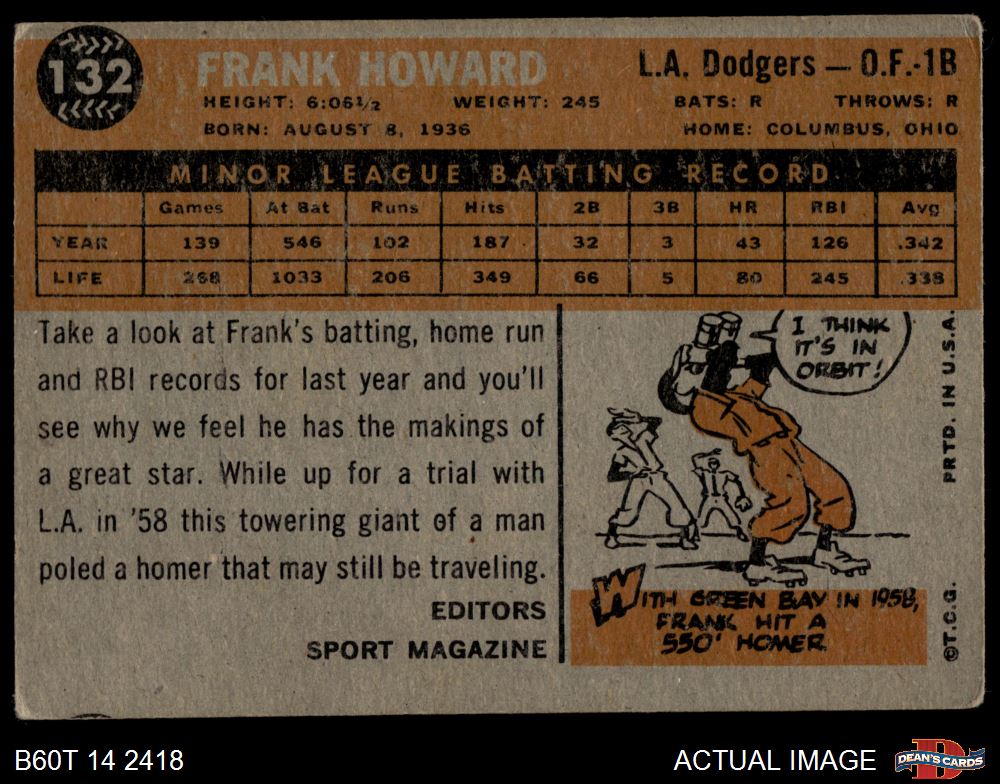 132
FRANK HOWARD
L.A. Dodgers — O.F.-1B
HEIGHT: 6:06½ WEIGHT: 245 BATS: R THROWS: R
BORN: AUGUST 8, 1936 HOME: COLUMBUS, OHIO
MINOR LEAGUE BATTING RECORD
Games At Bat Runs Hits 2B 3B HR RBI Avg
YEAR 139 546 102 187 32 3 43 126 .342
LIFE 268 1033 206 349 66 5 80 245 .338
Take a look at Frank's batting, home run
and RBI records for last year and you'll
see why we feel he has the makings of
a great star. While up for a trial with
L.A. in '58 this towering giant of a man
poled a homer that may still be traveling.
EDITORS
SPORT MAGAZINE
I THINK
IT'S IN
ORBIT!
WITH GREEN BAY IN 1958,
FRANK HIT A
550' HOMER
PRTD. IN U.S.A.
©T.C.G.
B60T 14 2418
ACTUAL IMAGE
D
DEAN'S CARDS